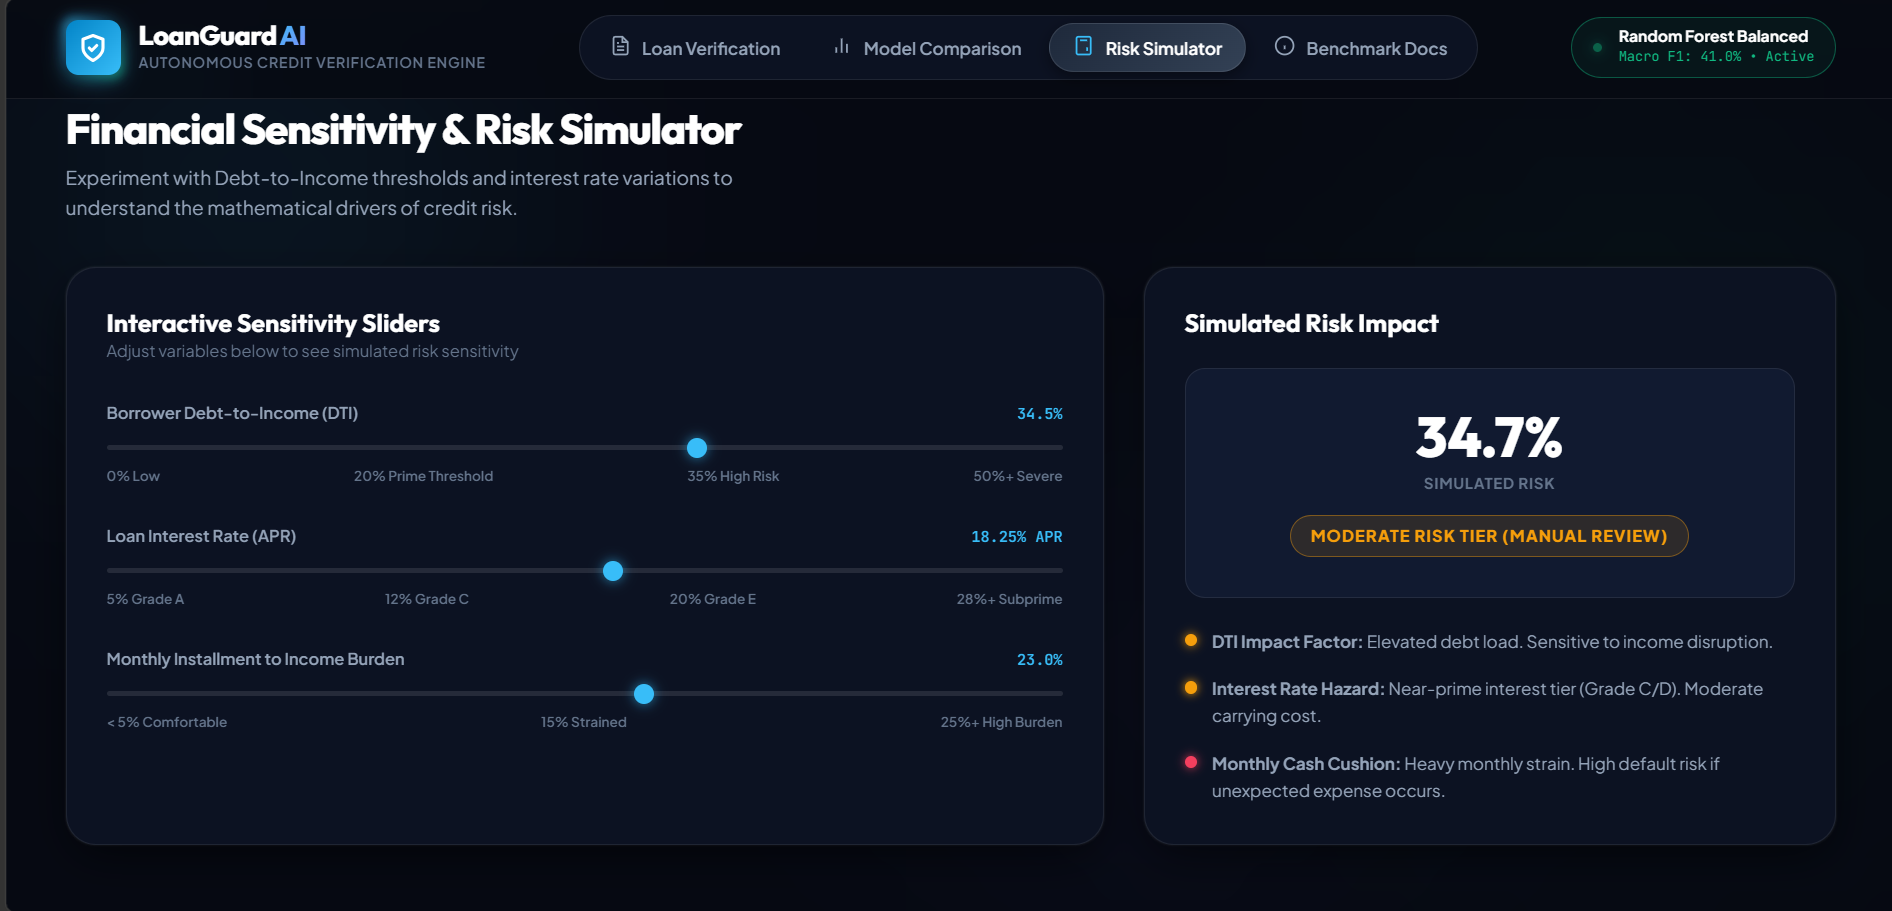 LoanGuard AI
AUTONOMOUS CREDIT VERIFICATION ENGINE
Loan Verification
Model Comparison
Risk Simulator
Benchmark Docs
Random Forest Balanced
Macro F1: 41.0% • Active
Financial Sensitivity & Risk Simulator
Experiment with Debt-to-Income thresholds and interest rate variations to
understand the mathematical drivers of credit risk.
Interactive Sensitivity Sliders
Adjust variables below to see simulated risk sensitivity
Borrower Debt-to-Income (DTI) 34.5%
0% Low 20% Prime Threshold 35% High Risk 50%+ Severe
Loan Interest Rate (APR) 18.25% APR
5% Grade A 12% Grade C 20% Grade E 28%+ Subprime
Monthly Installment to Income Burden 23.0%
< 5% Comfortable 15% Strained 25%+ High Burden
Simulated Risk Impact
34.7%
SIMULATED RISK
MODERATE RISK TIER (MANUAL REVIEW)
DTI Impact Factor: Elevated debt load. Sensitive to income disruption.
Interest Rate Hazard: Near-prime interest tier (Grade C/D). Moderate
carrying cost.
Monthly Cash Cushion: Heavy monthly strain. High default risk if
unexpected expense occurs.